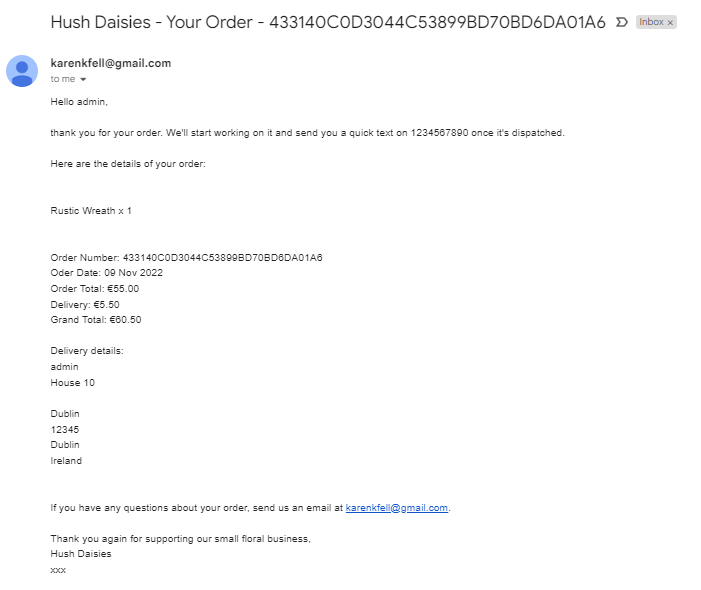 Hush Daisies - Your Order - 433140C0D3044C53899BD70BD6DA01A6 Inbox x
karenkfell@gmail.com
to me
Hello admin,
thank you for your order. We'll start working on it and send you a quick text on 1234567890 once it's dispatched.
Here are the details of your order:
Rustic Wreath x 1
Order Number: 433140C0D3044C53899BD70BD6DA01A6
Oder Date: 09 Nov 2022
Order Total: €55.00
Delivery: €5.50
Grand Total: €60.50
Delivery details:
admin
House 10
Dublin
12345
Dublin
Ireland
If you have any questions about your order, send us an email at karenkfell@gmail.com.
Thank you again for supporting our small floral business,
Hush Daisies
xxx